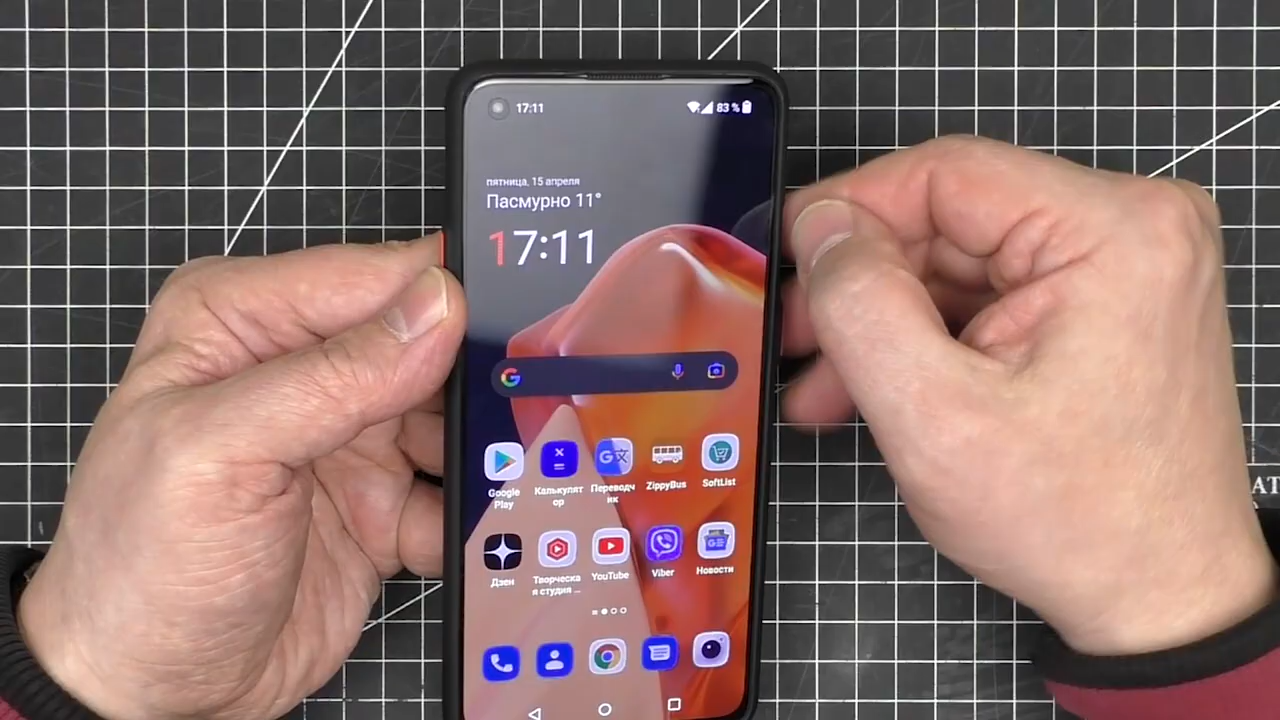 17:11
83 %
пятница, 15 апреля
Пасмурно 11°
17:11
Google
Play
Калькулят
ор
Переводч
ик
ZippyBus
SoftList
Дзен
Творческа
я студия ...
YouTube
Viber
Новости
AT